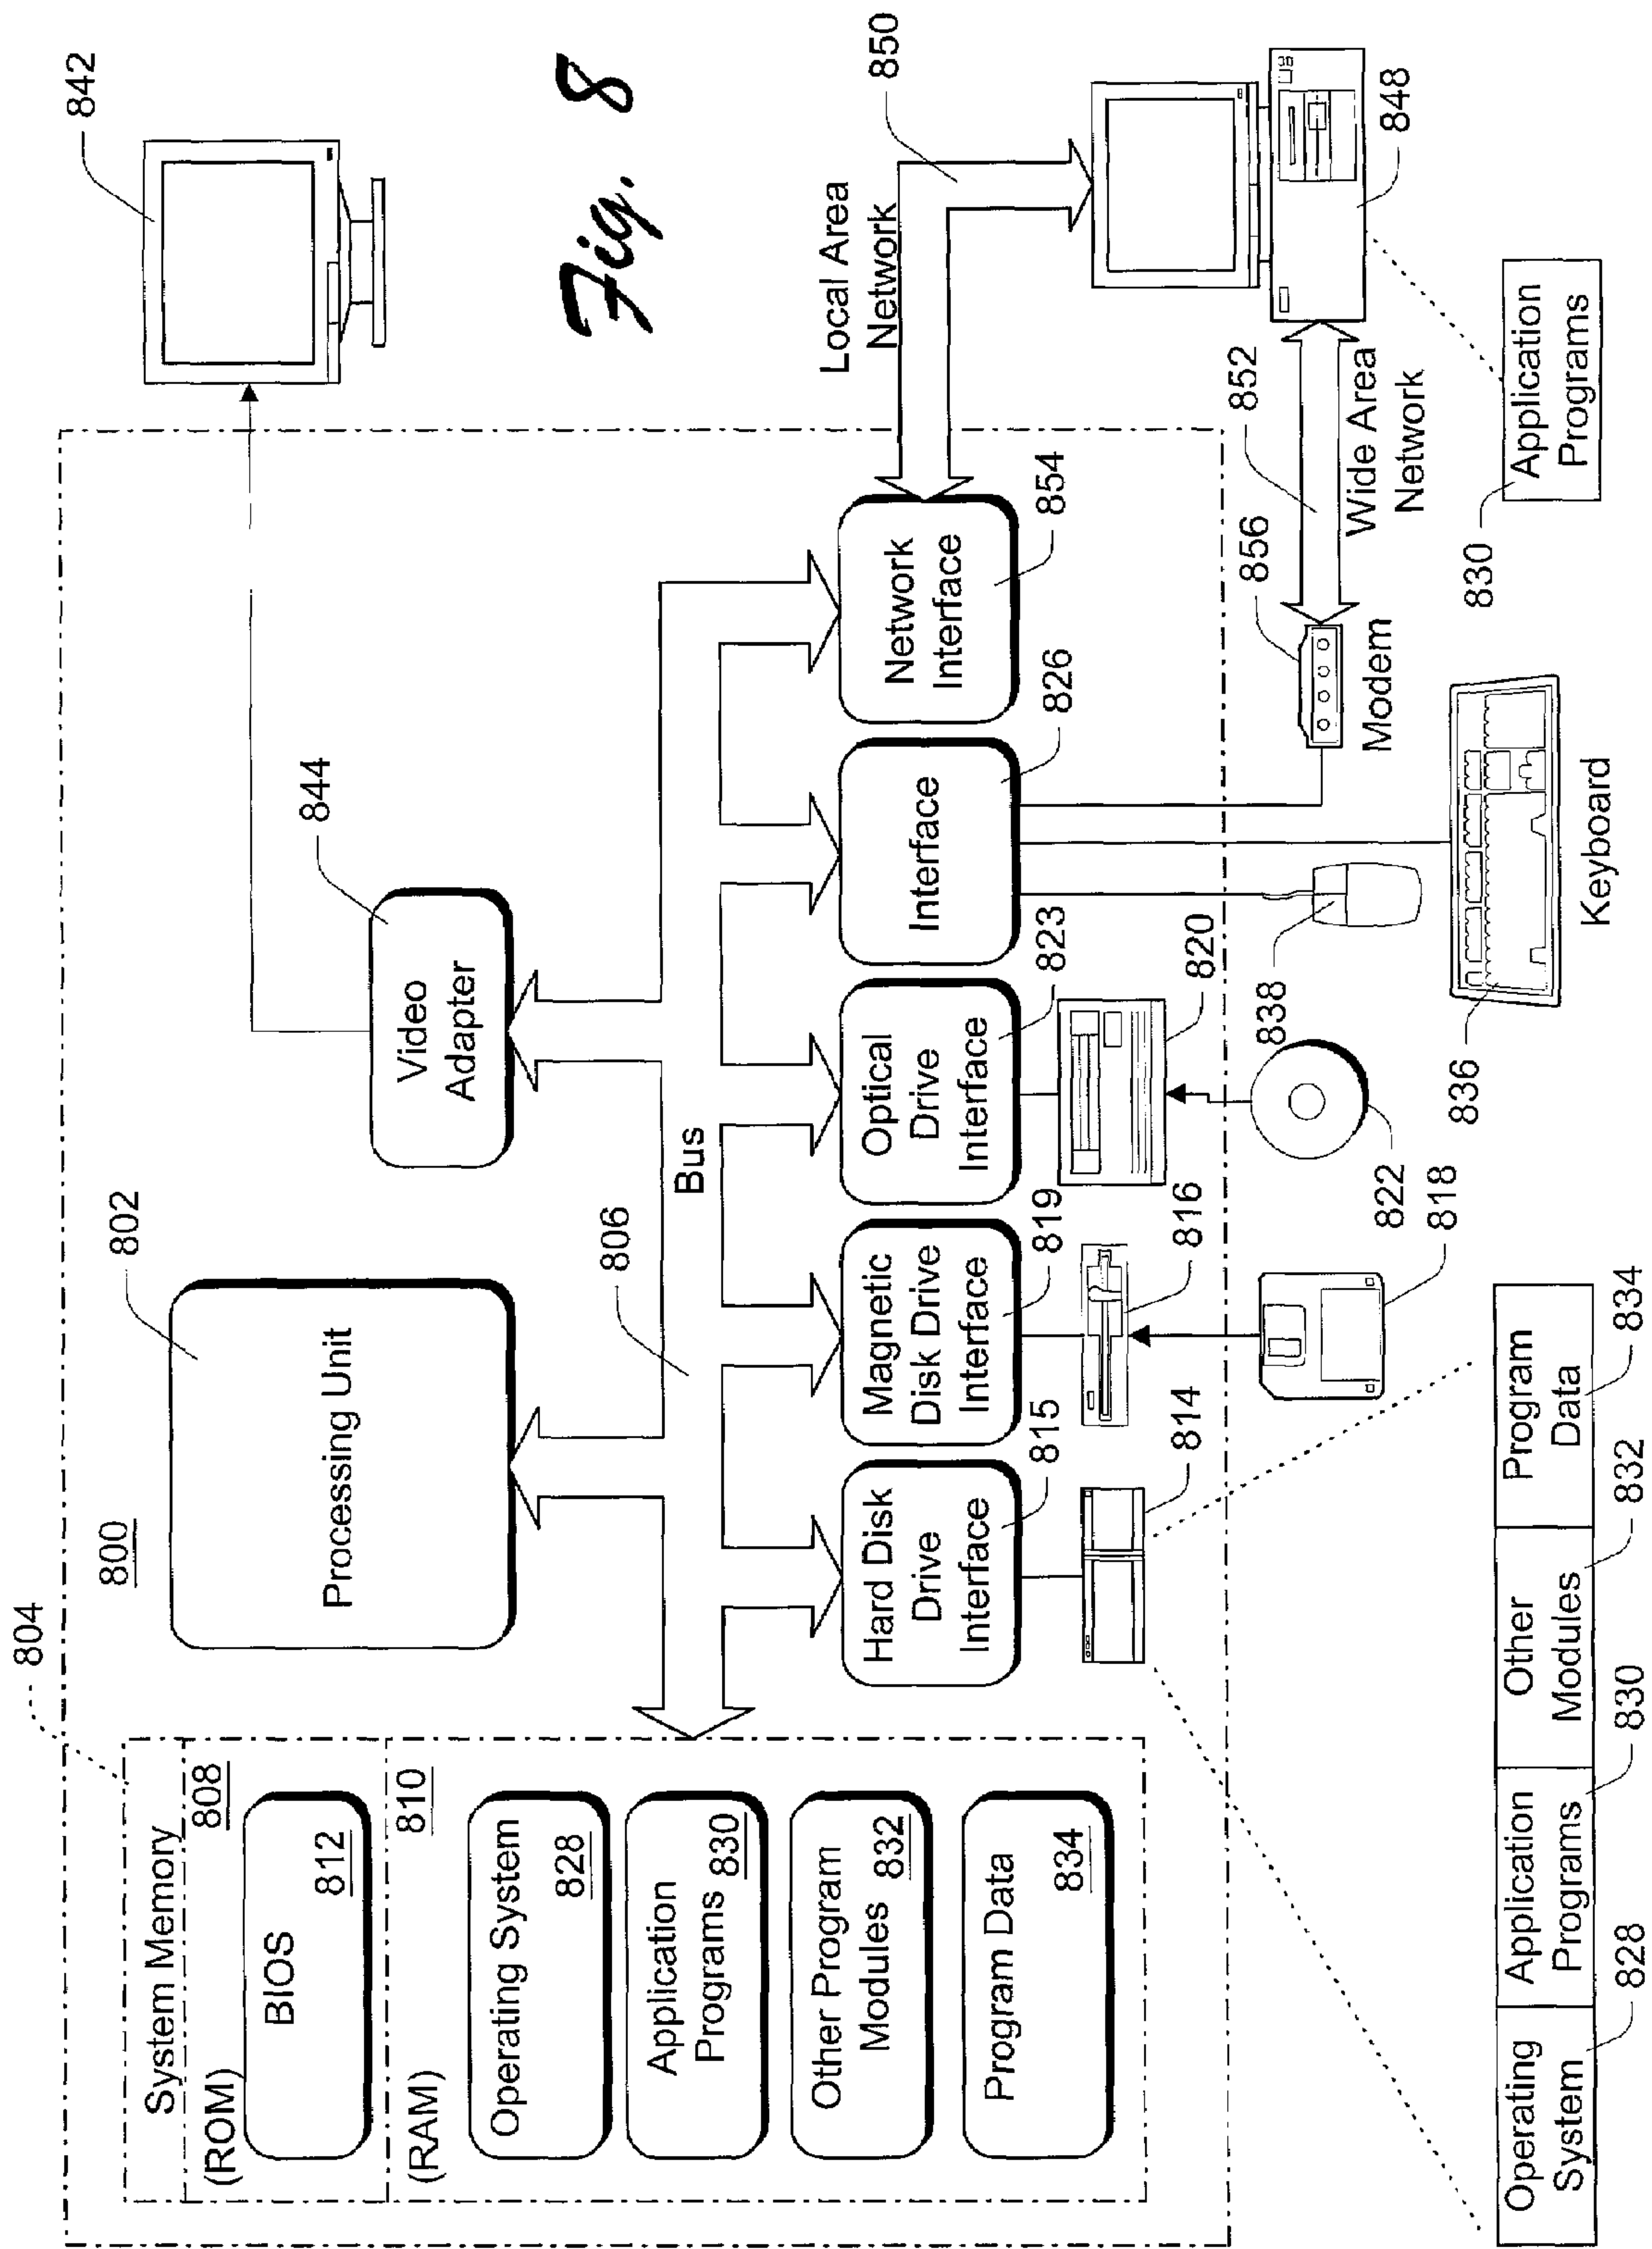 804
800
802
842
System Memory
(ROM)
808
BIOS
812
(RAM)
810
Operating System
828
Application
Programs
830
Other Program
Modules
832
Program Data
834
Processing Unit
Video
Adapter
844
806
Bus
Fig. 8
Local Area
Network
850
Hard Disk
Drive
Interface
815
Magnetic
Disk Drive
Interface
819
Optical
Drive
Interface
823
Interface
826
Network
Interface
854
814
816
820
818
822
838
836
Keyboard
856
Modem
852
Wide Area
Network
848
830
Application
Programs
Operating
System
828
Application
Programs
830
Other
Modules
832
Program
Data
834